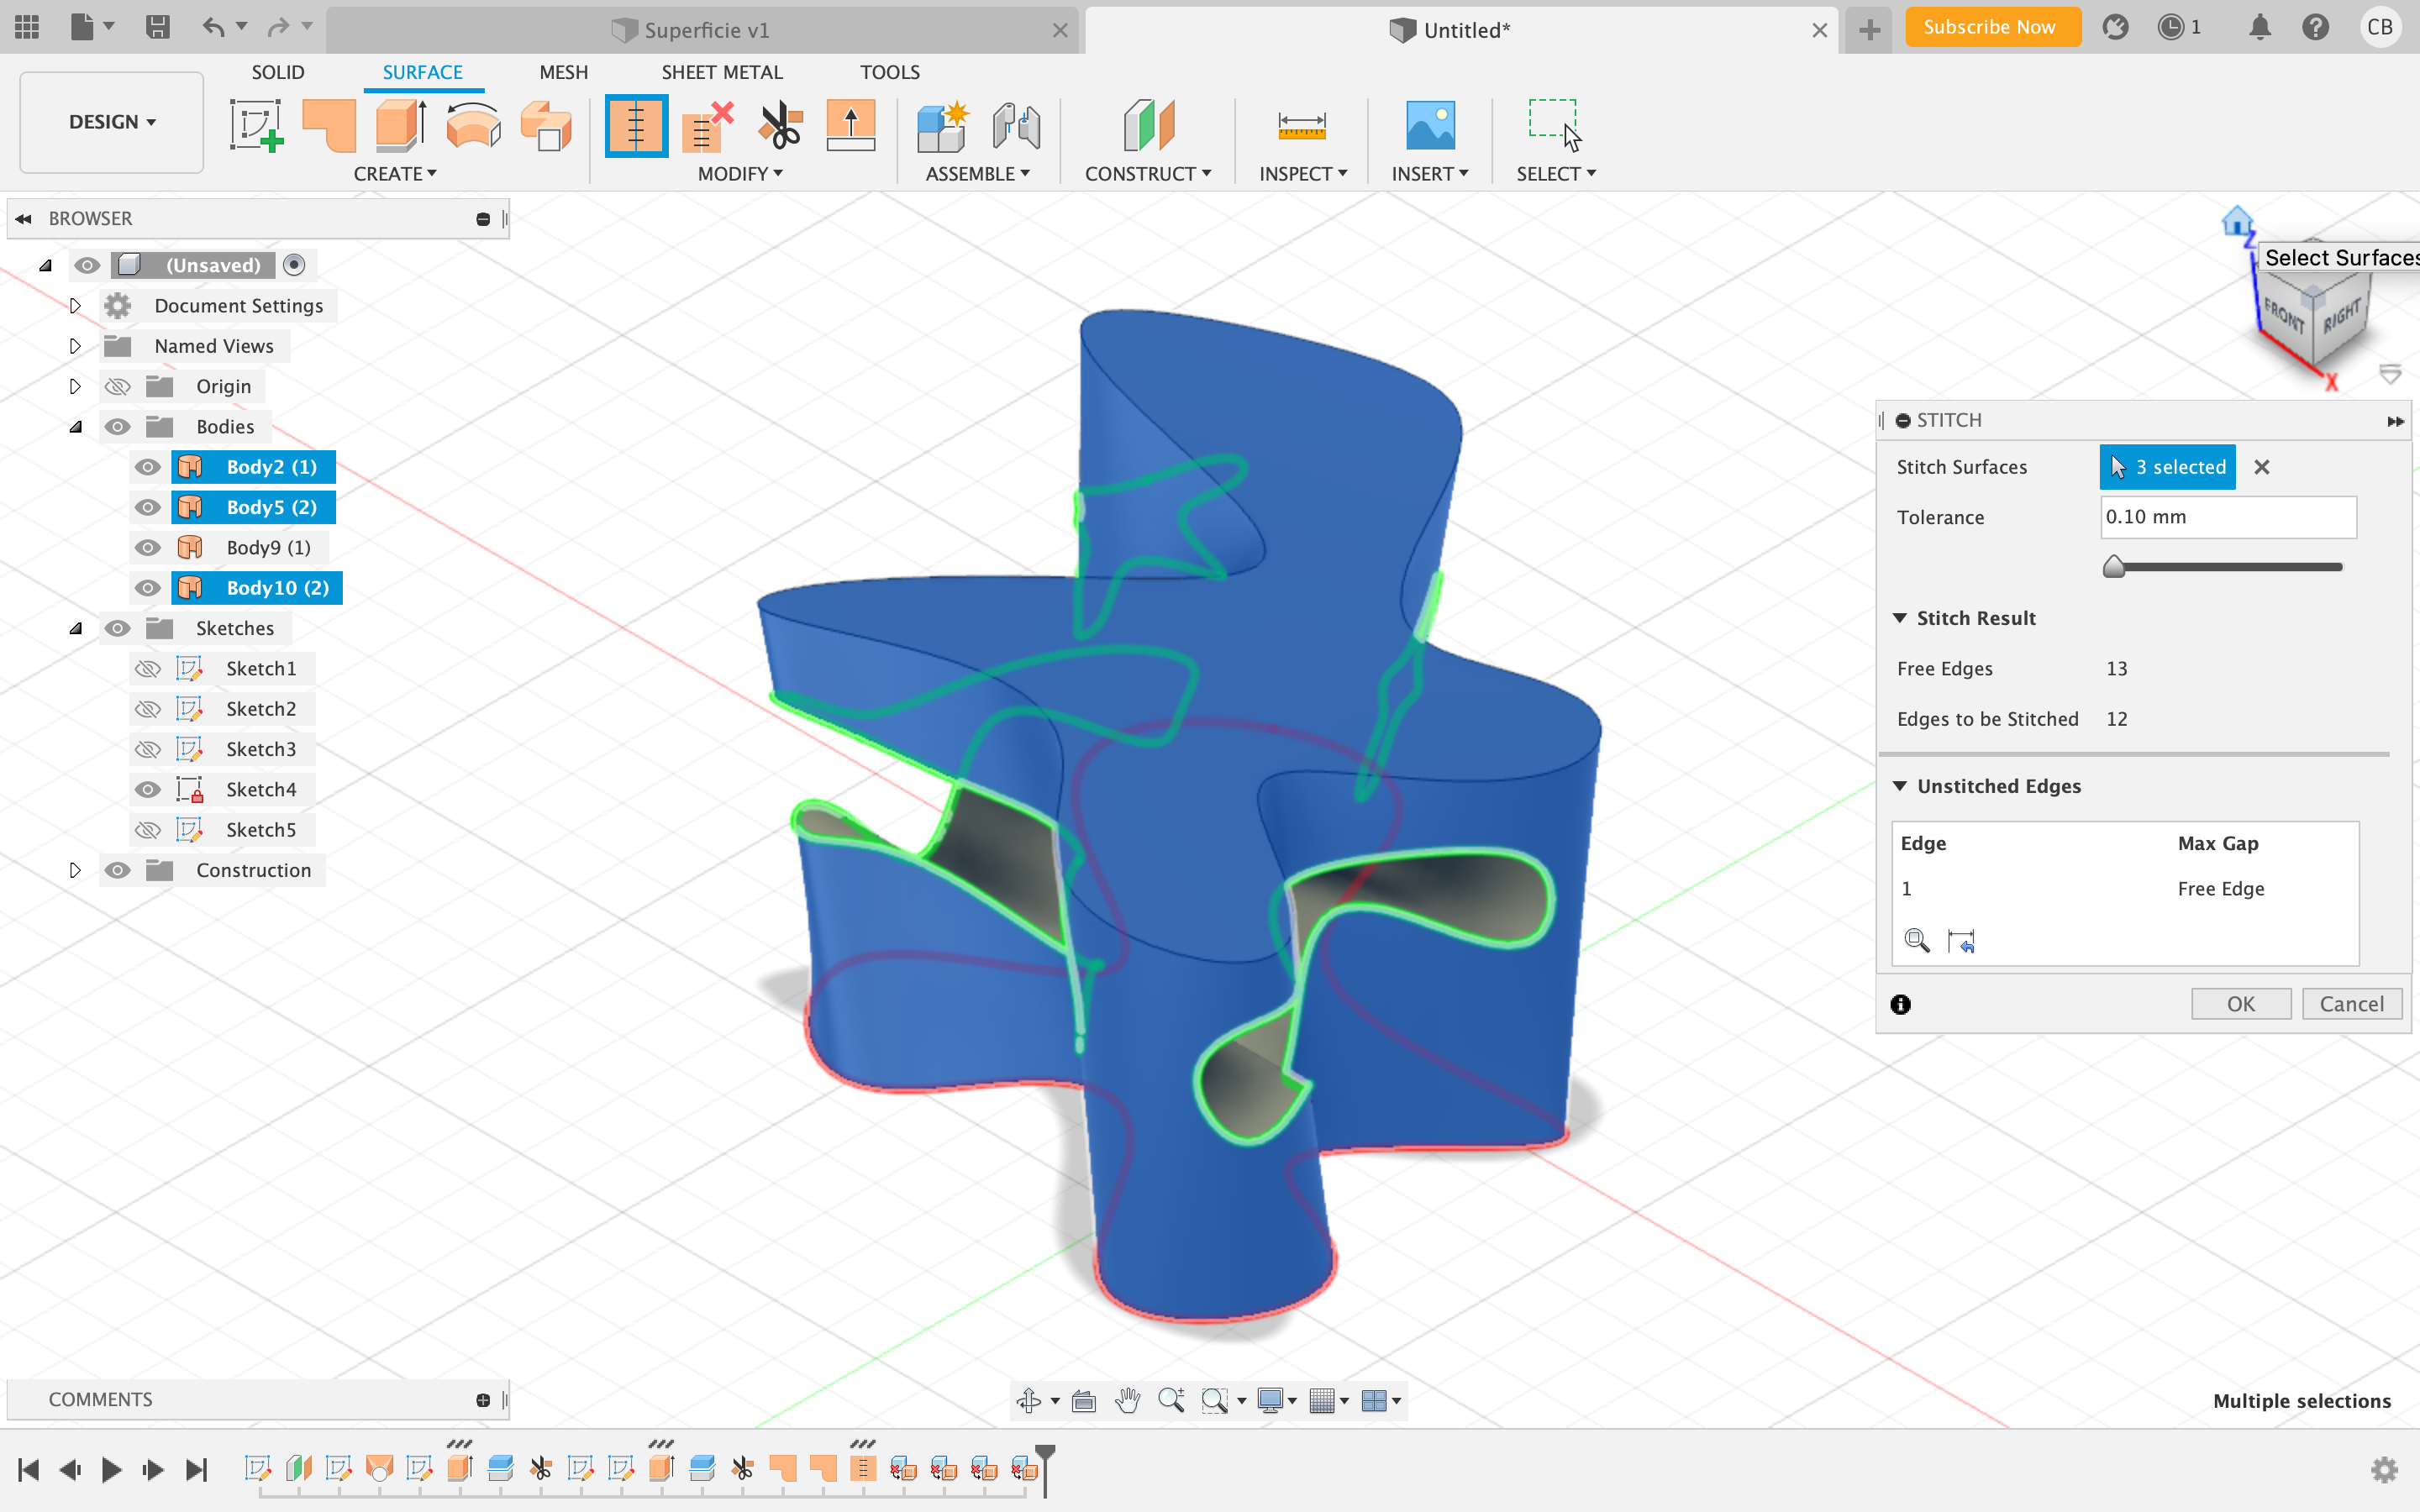 Superficie v1
Untitled*
Subscribe Now
1
CB
SOLID
SURFACE
MESH
SHEET METAL
TOOLS
DESIGN
CREATE
MODIFY
ASSEMBLE
CONSTRUCT
INSPECT
INSERT
SELECT
BROWSER
(Unsaved)
Document Settings
Named Views
Origin
Bodies
Body2 (1)
Body5 (2)
Body9 (1)
Body10 (2)
Sketches
Sketch1
Sketch2
Sketch3
Sketch4
Sketch5
Construction
Z
Select Surfaces
FRONT
RIGHT
X
STITCH
Stitch Surfaces
3 selected
Tolerance
0.10 mm
Stitch Result
Free Edges 13
Edges to be Stitched 12
Unstitched Edges
Edge Max Gap
1 Free Edge
OK
Cancel
COMMENTS
Multiple selections